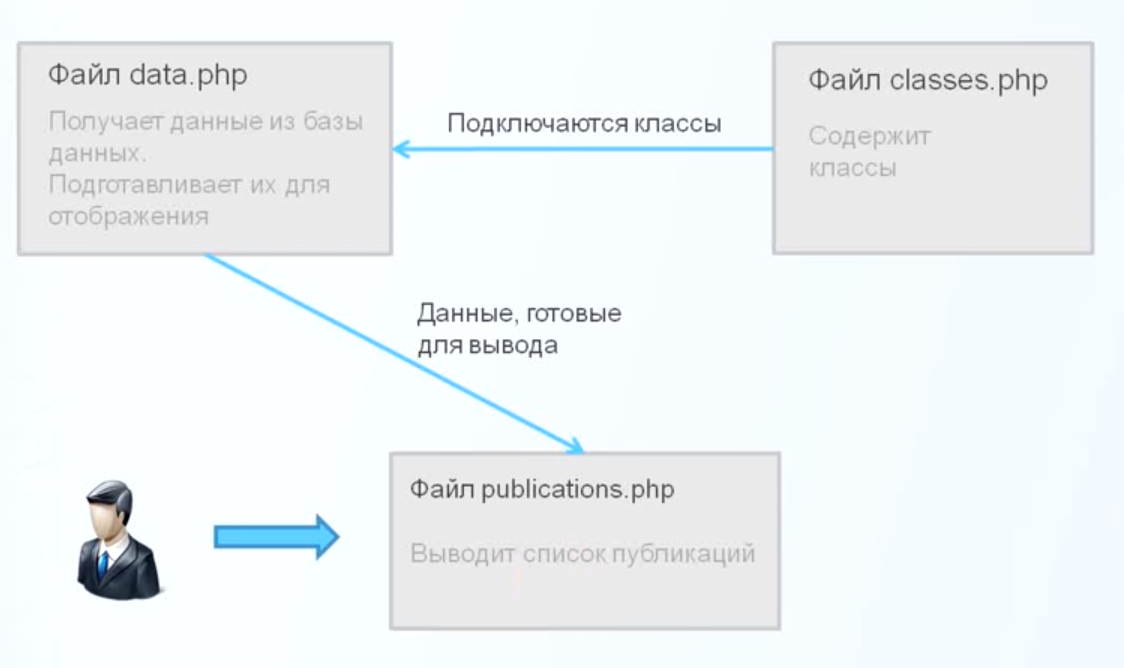 Файл data.php
Получает данные из базы
данных.
Подготавливает их для
отображения
Подключаются классы
Файл classes.php
Содержит
классы
Данные, готовые
для вывода
Файл publications.php
Выводит список публикаций